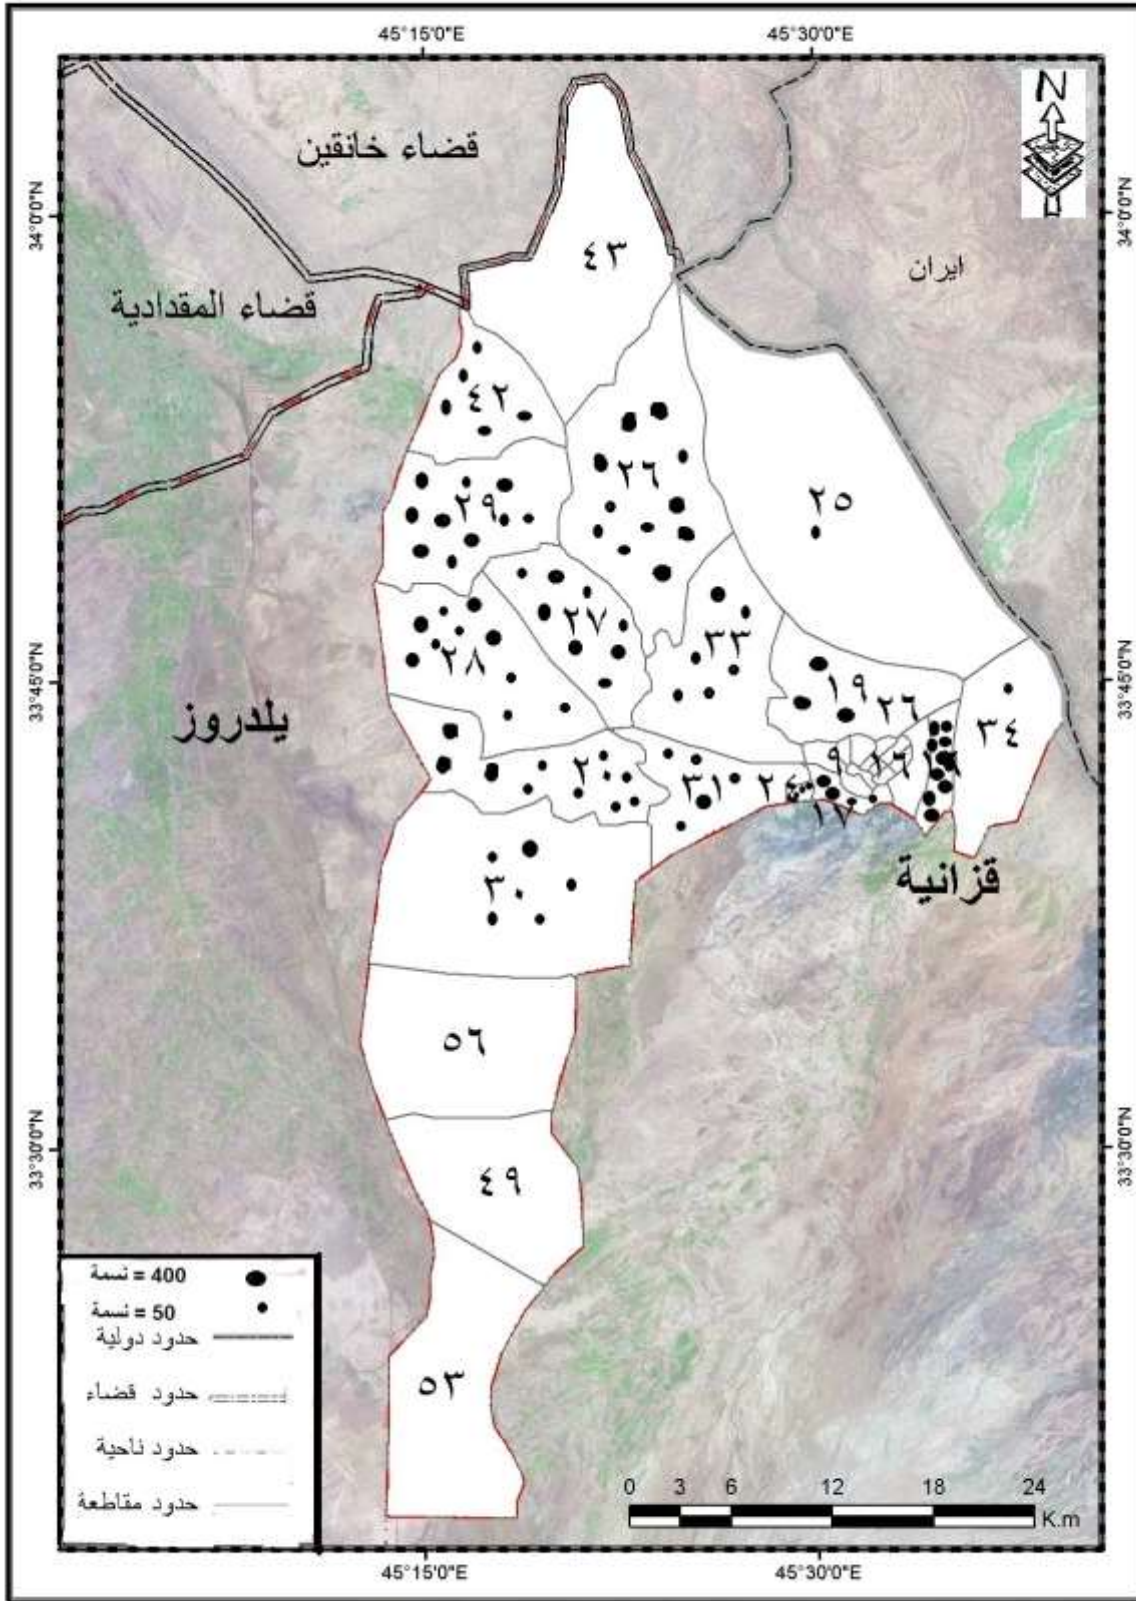 45°15'0"E 45°30'0"E
N
قضاء خانقين
34°0'0"N 34°0'0"N
ايران
٤٣
قضاء المقدادية
٤٢
٢٦
٢٩
٢٥
٢٧
٣٣
٢٨
33°45'0"N 33°45'0"N
١٩
٢٦
٣٤
يلدروز
٩
١٦
٢٤
٣١
١٧
قزانية
٣٠
٥٦
33°30'0"N 33°30'0"N
٤٩
400 = نسمة
50 = نسمة
حدود دولية
حدود قضاء
حدود ناحية
حدود مقاطعة
٥٣
0 3 6 12 18 24
K.m
45°15'0"E 45°30'0"E